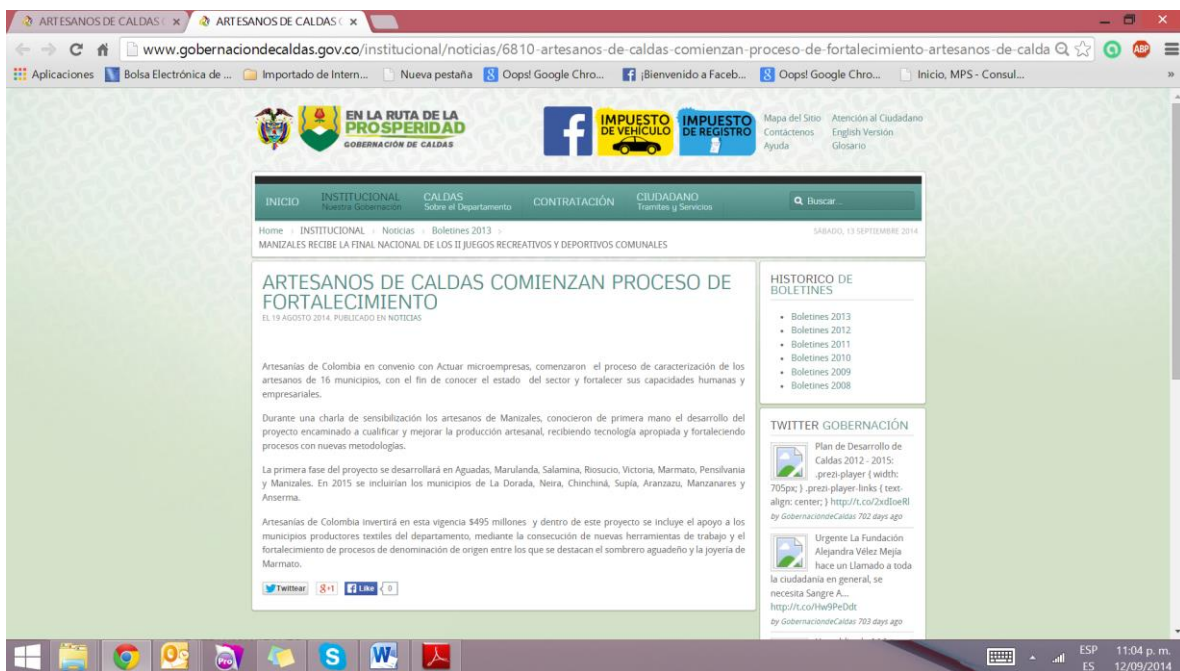 ARTESANOS DE CALDAS C
ARTESANOS DE CALDAS C
www.gobernaciondecaldas.gov.co/institucional/noticias/6810-artesanos-de-caldas-comienzan-proceso-de-fortalecimiento-artesanos-de-calda
ABP
Aplicaciones Bolsa Electrónica de ... Importado de Intern... Nueva pestaña Oops! Google Chro... ¡Bienvenido a Faceb... Oops! Google Chro... Inicio, MPS - Consul...
EN LA RUTA DE LA
PROSPERIDAD
GOBERNACIÓN DE CALDAS
IMPUESTO
DE VEHÍCULO
IMPUESTO
DE REGISTRO
Mapa del Sitio Atención al Ciudadano
Contáctenos English Versión
Ayuda Glosario
INICIO
INSTITUCIONAL
Nuestra Gobernación
CALDAS
Sobre el Departamento
CONTRATACIÓN
CIUDADANO
Tramites y Servicios
Buscar...
Home INSTITUCIONAL Noticias Boletines 2013
MANIZALES RECIBE LA FINAL NACIONAL DE LOS II JUEGOS RECREATIVOS Y DEPORTIVOS COMUNALES
SÁBADO, 13 SEPTIEMBRE 2014
ARTESANOS DE CALDAS COMIENZAN PROCESO DE
FORTALECIMIENTO
EL 19 AGOSTO 2014. PUBLICADO EN NOTICIAS
Artesanías de Colombia en convenio con Actuar microempresas, comenzaron el proceso de caracterización de los
artesanos de 16 municipios, con el fin de conocer el estado del sector y fortalecer sus capacidades humanas y
empresariales.
Durante una charla de sensibilización los artesanos de Manizales, conocieron de primera mano el desarrollo del
proyecto encaminado a cualificar y mejorar la producción artesanal, recibiendo tecnología apropiada y fortaleciendo
procesos con nuevas metodologías.
La primera fase del proyecto se desarrollará en Aguadas, Marulanda, Salamina, Riosucio, Victoria, Marmato, Pensilvania
y Manizales. En 2015 se incluirían los municipios de La Dorada, Neira, Chinchiná, Supía, Aranzazu, Manzanares y
Anserma.
Artesanías de Colombia invertirá en esta vigencia $495 millones y dentro de este proyecto se incluye el apoyo a los
municipios productores textiles del departamento, mediante la consecución de nuevas herramientas de trabajo y el
fortalecimiento de procesos de denominación de origen entre los que se destacan el sombrero aguadeño y la joyería de
Marmato.
Twittear g+1 f Like 0
HISTORICO DE
BOLETINES
Boletines 2013
Boletines 2012
Boletines 2011
Boletines 2010
Boletines 2009
Boletines 2008
TWITTER GOBERNACIÓN
Plan de Desarrollo de
Caldas 2012 - 2015:
.prezi-player { width:
705px; } .prezi-player-links { text-
align: center; } http://t.co/2xdIoeRl
by GobernaciondeCaldas 702 days ago
Urgente La Fundación
Alejandra Vélez Mejía
hace un Llamado a toda
la ciudadanía en general, se
necesita Sangre A...
http://t.co/Hw9PeDdt
by GobernaciondeCaldas 703 days ago
ESP
ES
11:04 p. m.
12/09/2014